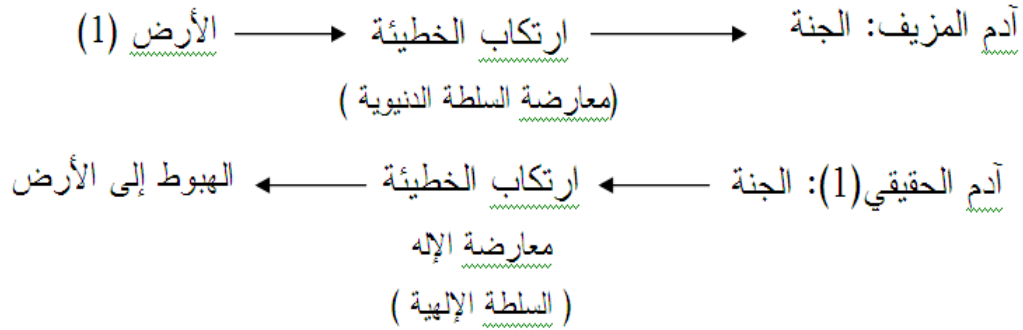 آدم المزيف: الجنة ⟶ ارتكاب الخطيئة ⟶ الأرض (1)
(معارضة السلطة الدنيوية )
آدم الحقيقي(1): الجنة ⟵ ارتكاب الخطيئة ⟵ الهبوط إلى الأرض
معارضة الإله
( السلطة الإلهية )